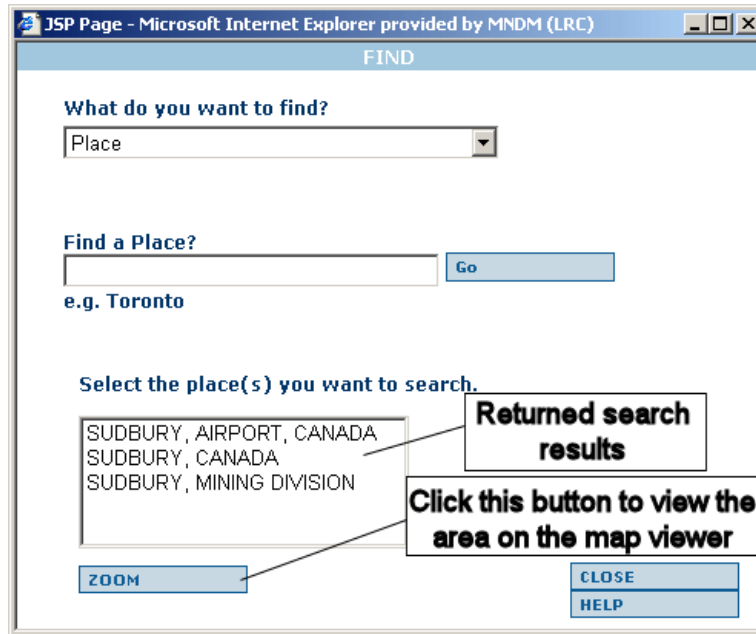 JSP Page - Microsoft Internet Explorer provided by MNDM (LRC)
FIND
What do you want to find?
Place
Find a Place?
Go
e.g. Toronto
Select the place(s) you want to search.
SUDBURY, AIRPORT, CANADA
SUDBURY, CANADA
SUDBURY, MINING DIVISION
Returned search
results
Click this button to view the
area on the map viewer
ZOOM
CLOSE
HELP